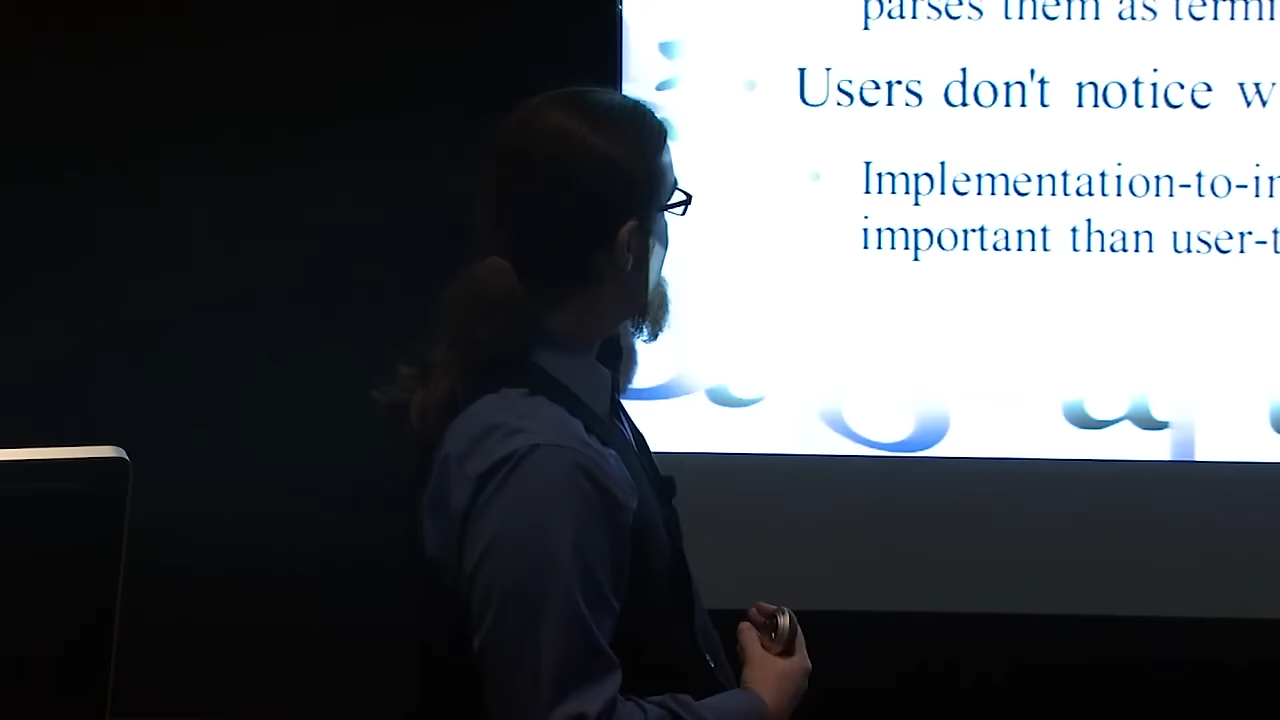 parses them as termi
Users don't notice w
Implementation-to-in
important than user-t